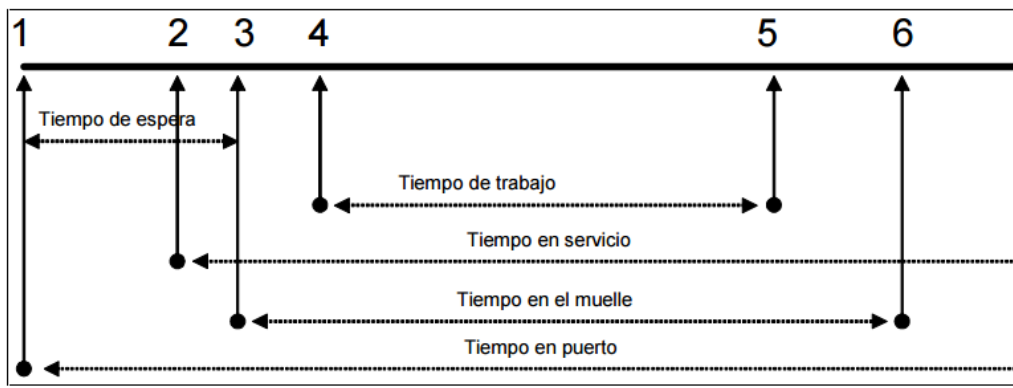 1 2 3 4 5 6
Tiempo de espera
Tiempo de trabajo
Tiempo en servicio
Tiempo en el muelle
Tiempo en puerto